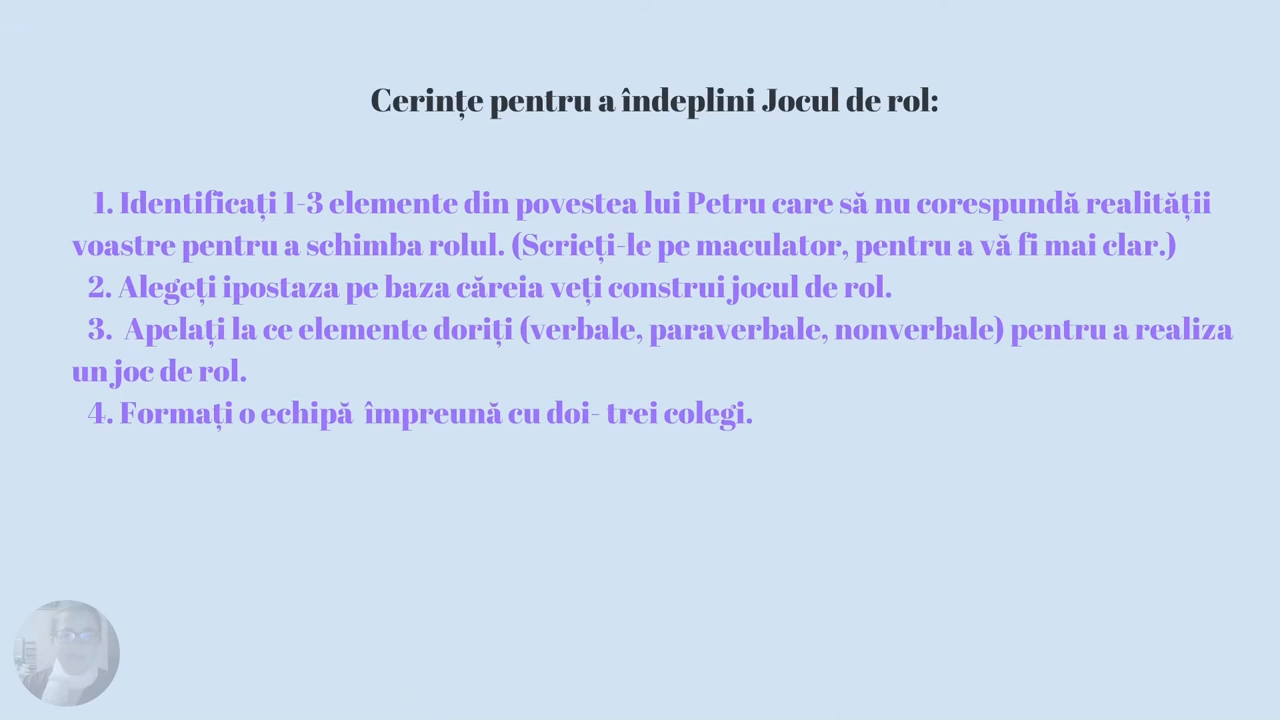 Cerințe pentru a îndeplini Jocul de rol:
1. Identificați 1-3 elemente din povestea lui Petru care să nu corespundă realității
voastre pentru a schimba rolul. (Scrieți-le pe maculator, pentru a vă fi mai clar.)
2. Alegeți ipostaza pe baza căreia veți construi jocul de rol.
3. Apelați la ce elemente doriți (verbale, paraverbale, nonverbale) pentru a realiza
un joc de rol.
4. Formați o echipă împreună cu doi- trei colegi.